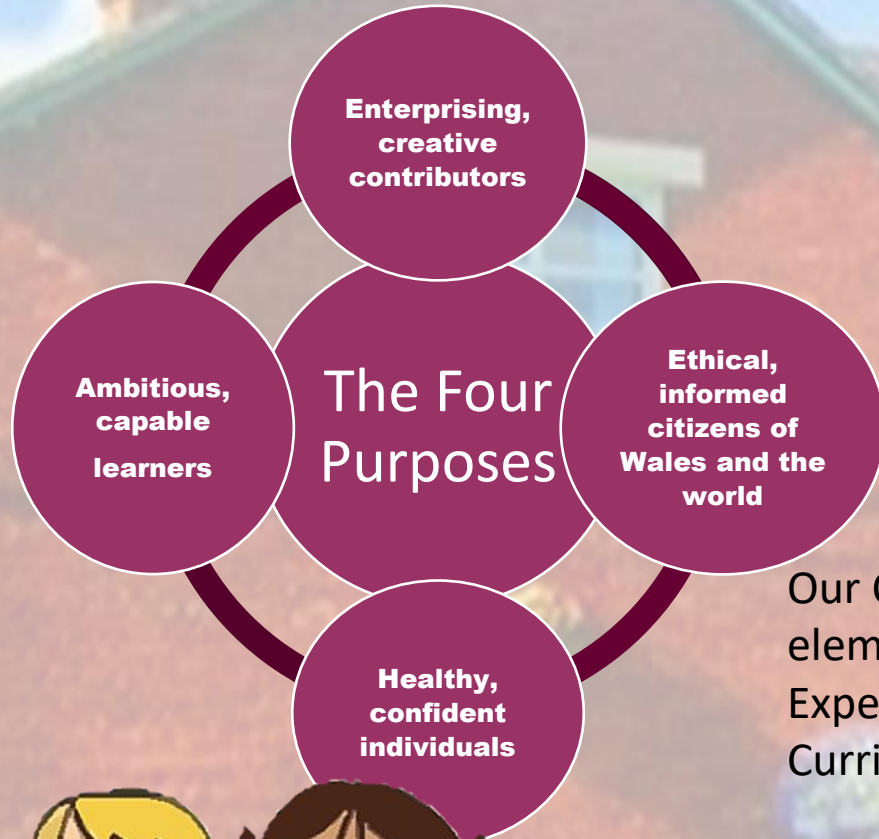 Enterprising,
creative
contributors
Ambitious,
capable
learners
The Four
Purposes
Ethical,
informed
citizens of
Wales and the
world
Healthy,
confident
individuals
Our